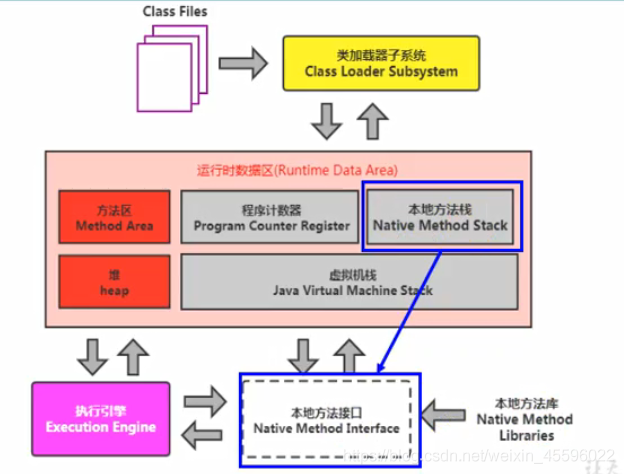 Class Files
类加载器子系统
Class Loader Subsystem
运行时数据区(Runtime Data Area)
方法区
Method Area
程序计数器
Program Counter Register
本地方法栈
Native Method Stack
堆
heap
虚拟机栈
Java Virtual Machine Stack
执行引擎
Execution Engine
本地方法接口
Native Method Interface
本地方法库
Native Method
Libraries
https://blog.csdn.net/weixin_45596022